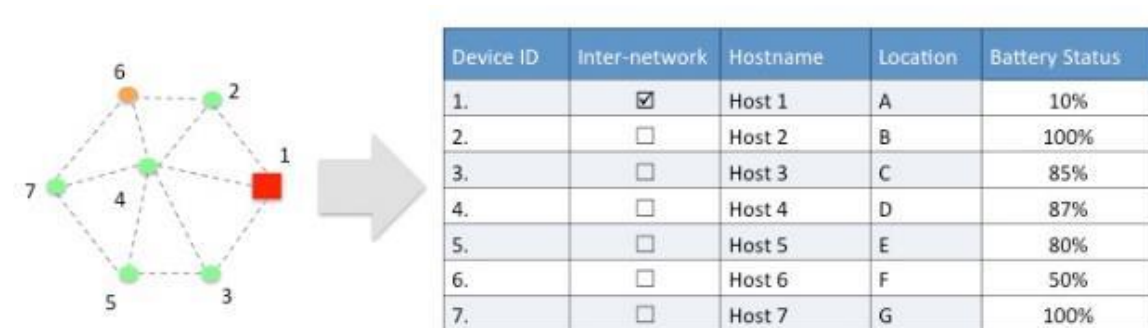 6
2
1
7
4
5
3
Device ID Inter-network Hostname Location Battery Status
1. ☑ Host 1 A 10%
2. ☐ Host 2 B 100%
3. ☐ Host 3 C 85%
4. ☐ Host 4 D 87%
5. ☐ Host 5 E 80%
6. ☐ Host 6 F 50%
7. ☐ Host 7 G 100%